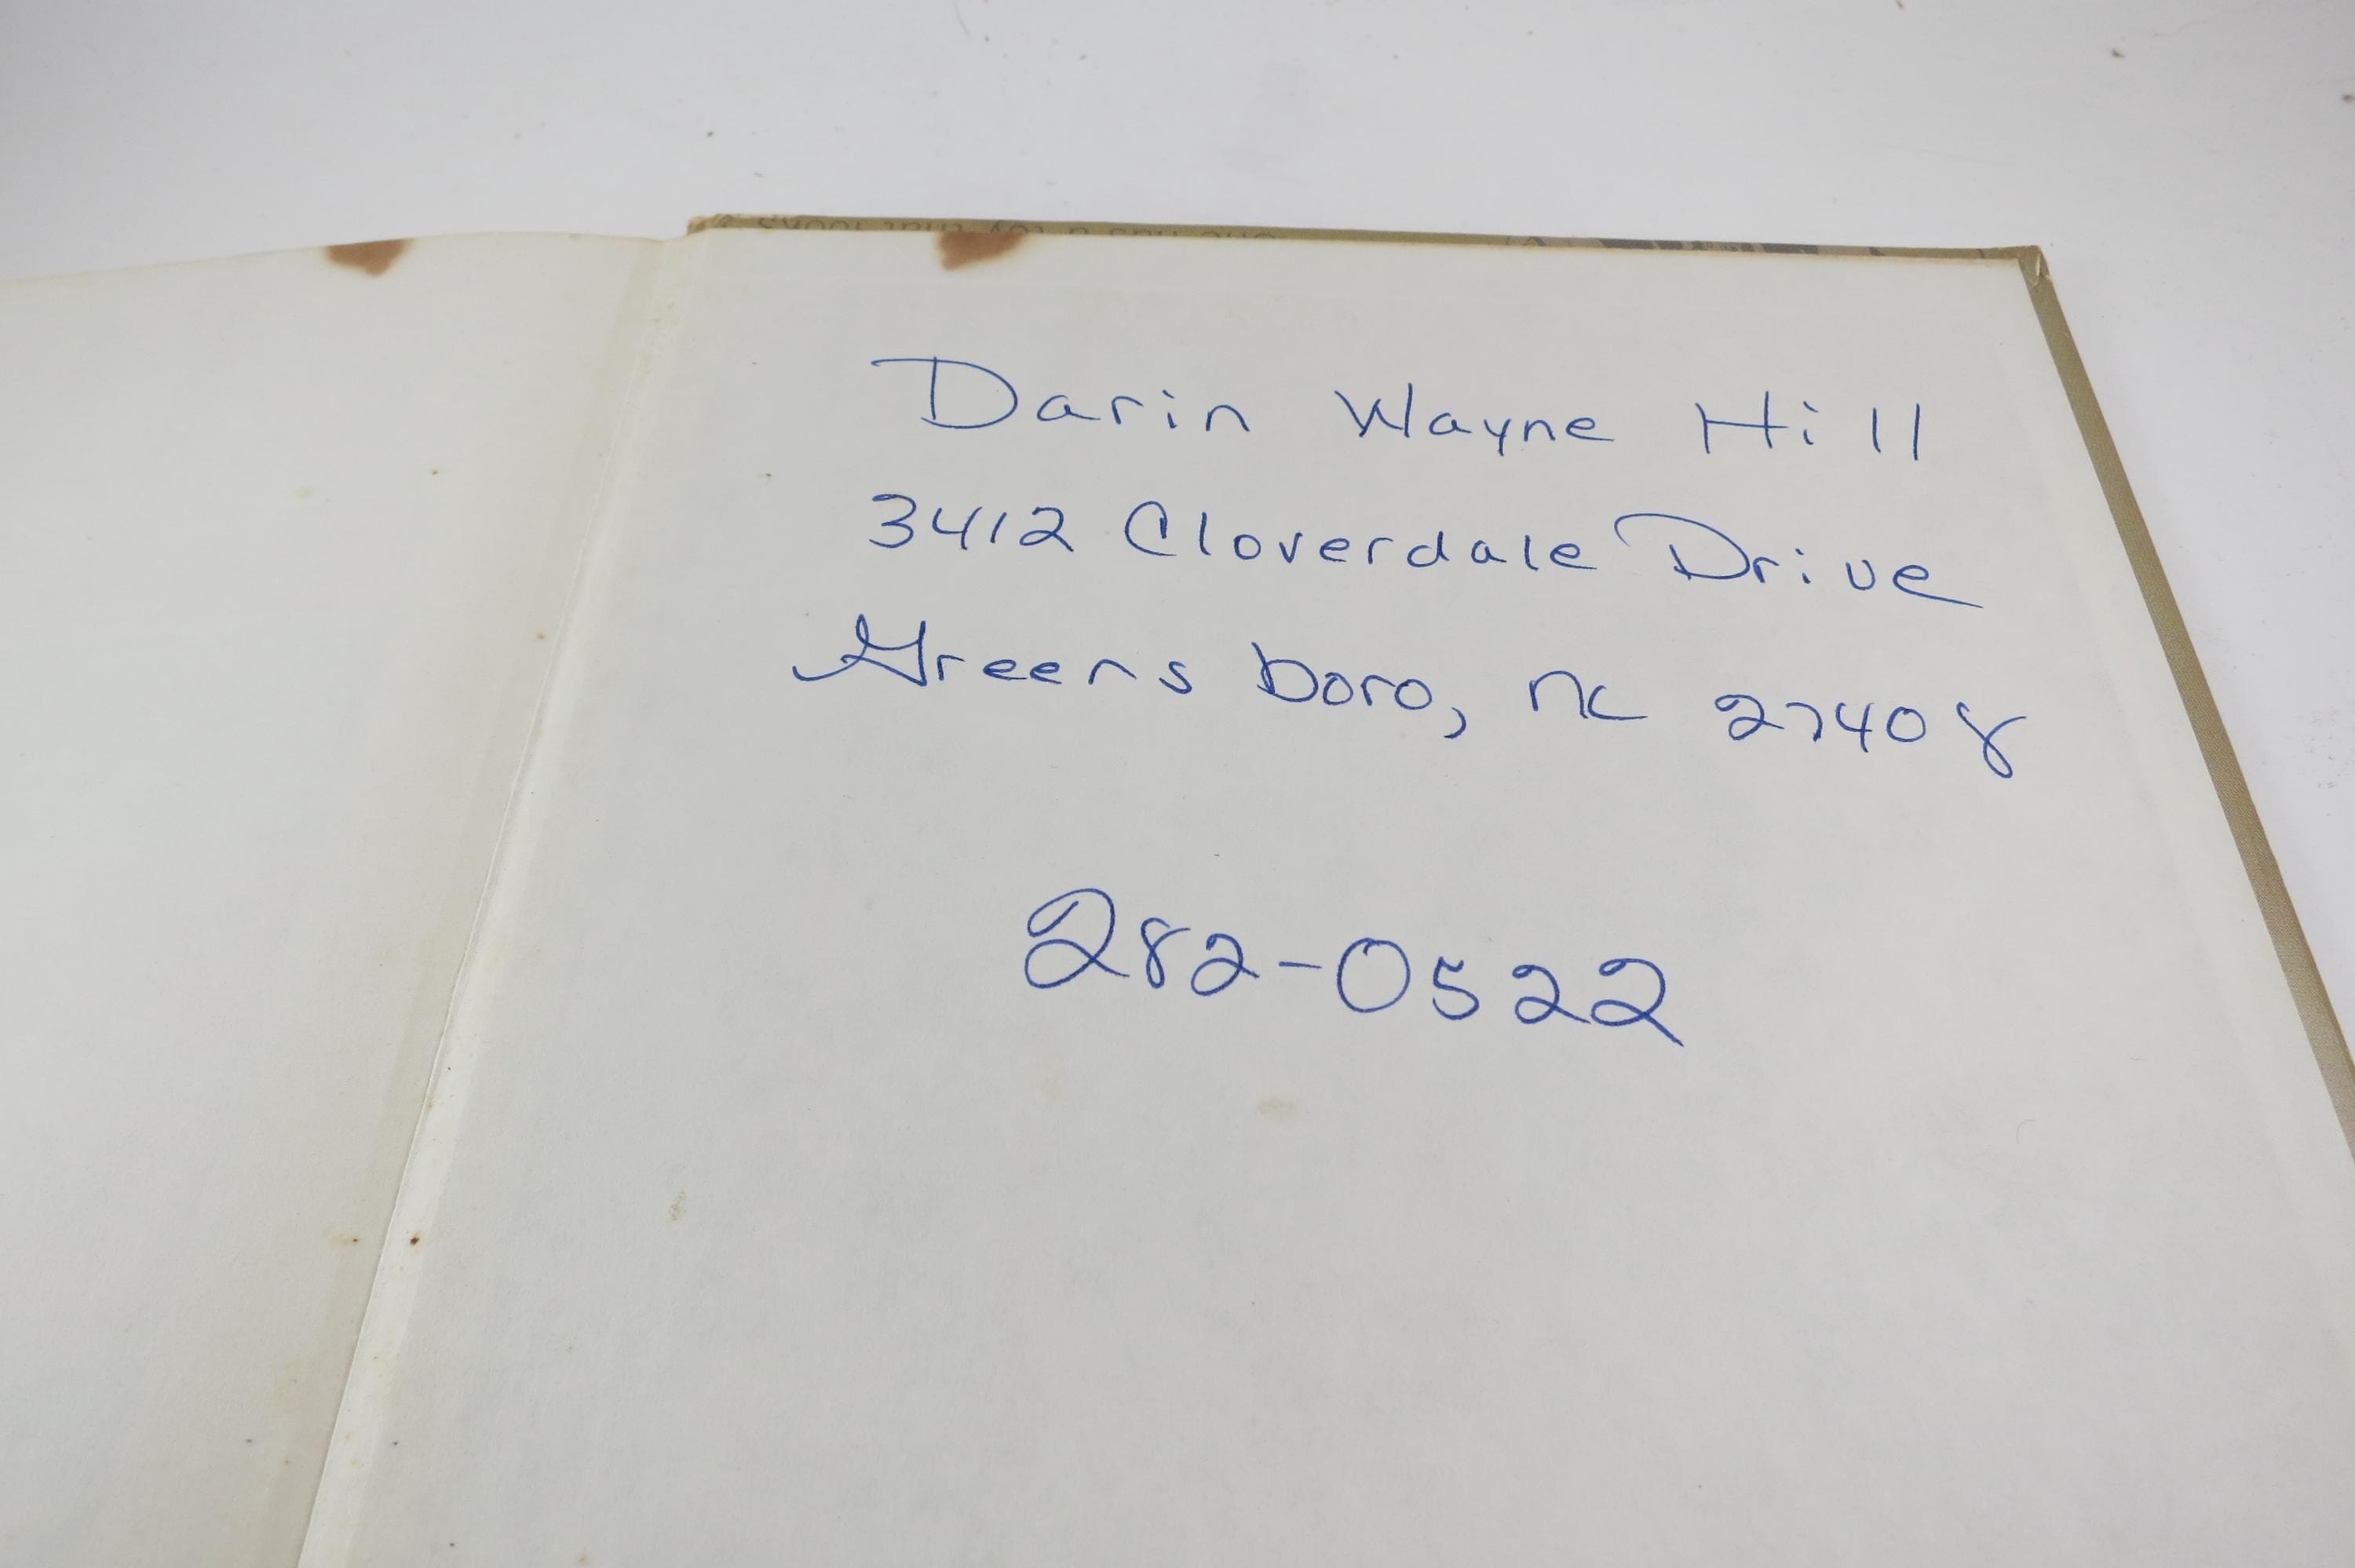 Darin Wayne Hill
3412 Cloverdale Drive
Greensboro, NC 27408
282-0522